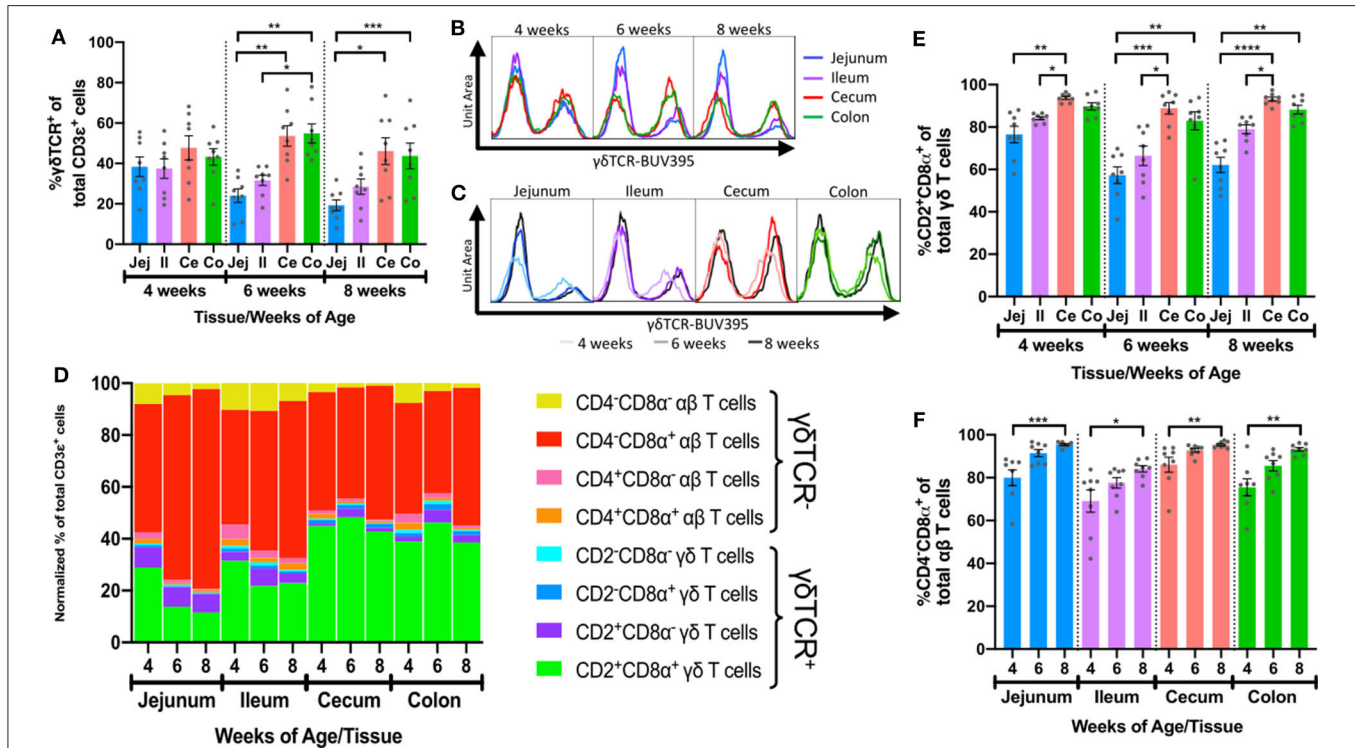 A
%γδTCR⁺ of
total CD3ε⁺ cells
100
80
60
40
20
0
** *** ** * *
Jej Il Ce Co Jej Il Ce Co Jej Il Ce Co
4 weeks 6 weeks 8 weeks
Tissue/Weeks of Age
B
4 weeks 6 weeks 8 weeks
Unit Area
γδTCR-BUV395
Jejunum
Ileum
Cecum
Colon
C
Jejunum Ileum Cecum Colon
Unit Area
γδTCR-BUV395
4 weeks 6 weeks 8 weeks
D
Normalized % of total CD3ε⁺ cells
100
80
60
40
20
0
4 6 8 4 6 8 4 6 8 4 6 8
Jejunum Ileum Cecum Colon
Weeks of Age/Tissue
CD4⁻CD8α⁻ αβ T cells
CD4⁻CD8α⁺ αβ T cells
CD4⁺CD8α⁻ αβ T cells
CD4⁺CD8α⁺ αβ T cells
CD2⁻CD8α⁻ γδ T cells
CD2⁻CD8α⁺ γδ T cells
CD2⁺CD8α⁻ γδ T cells
CD2⁺CD8α⁺ γδ T cells
γδTCR⁻
γδTCR⁺
E
%CD2⁺CD8α⁺ of
total γδ T cells
100
80
60
40
20
0
** * ** *** * ** **** *
Jej Il Ce Co Jej Il Ce Co Jej Il Ce Co
4 weeks 6 weeks 8 weeks
Tissue/Weeks of Age
F
%CD4⁻CD8α⁺ of
total αβ T cells
100
80
60
40
20
0
*** * ** **
4 6 8 4 6 8 4 6 8 4 6 8
Jejunum Ileum Cecum Colon
Weeks of Age/Tissue